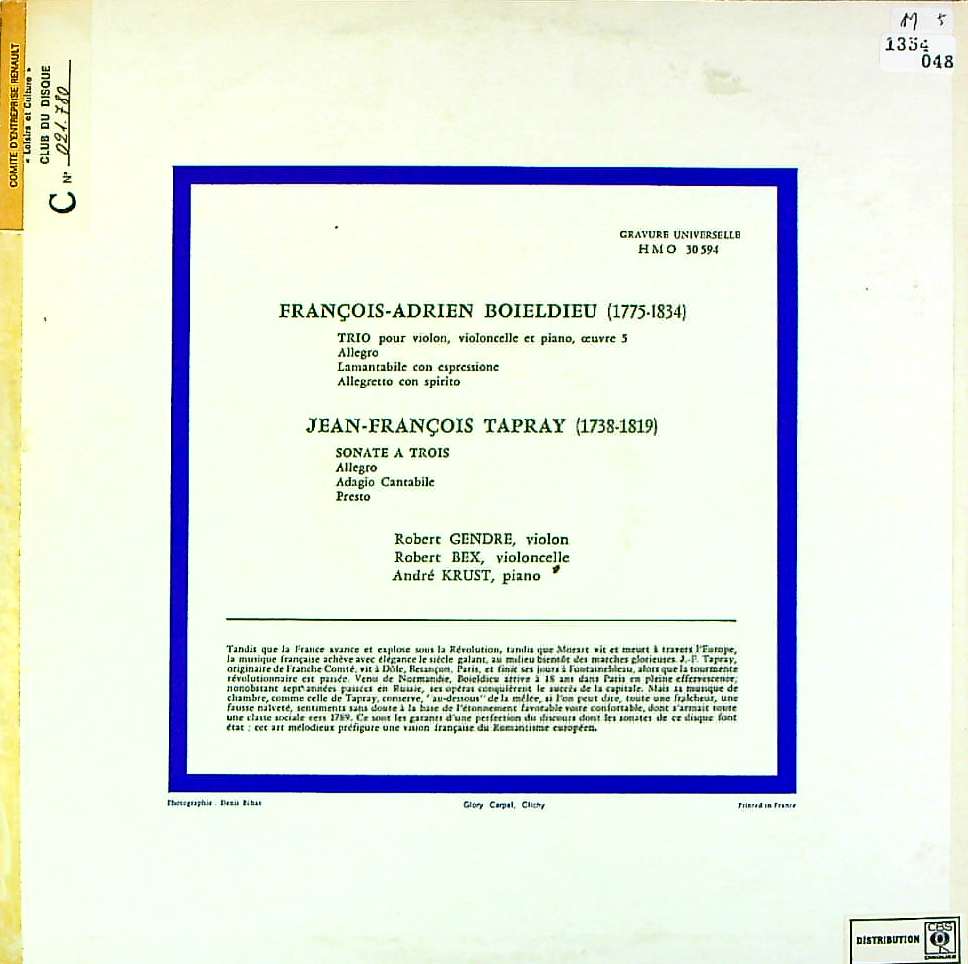 M 5
1354
048
COMITE D'ENTREPRISE RENAULT
« Loisirs et Culture »
CLUB DU DISQUE
C N° 021.780
GRAVURE UNIVERSELLE
HMO 30594
FRANÇOIS-ADRIEN BOIELDIEU (1775-1834)
TRIO pour violon, violoncelle et piano, œuvre 5
Allegro
Lamantabile con espressione
Allegretto con spirito
JEAN-FRANÇOIS TAPRAY (1738-1819)
SONATE A TROIS
Allegro
Adagio Cantabile
Presto
Robert GENDRE, violon
Robert BEX, violoncelle
André KRUST, piano
Tandis que la France avance et explose sous la Révolution, tandis que Mozart vit et meurt à travers l'Europe,
la musique française achève avec élégance le siècle galant, au milieu bientôt des marches glorieuses. J.-F. Tapray,
originaire de Franche Comté, vit à Dôle, Besançon, Paris, et finit ses jours à Fontainebleau, alors que la tourmente
révolutionnaire est passée. Venu de Normandie, Boieldieu arrive à 18 ans dans Paris en pleine effervescence;
nonobstant sept années passées en Russie, ses opéras conquièrent le succès de la capitale. Mais sa musique de
chambre, comme celle de Tapray, conserve, "au-dessous" de la mêlée, si l'on peut dire, toute une fraîcheur, une
fausse naïveté, sentiments sans doute à la base de l'étonnement favorable voire confortable, dont s'armait toute
une classe sociale vers 1789. Ce sont les garants d'une perfection du discours dont les sonates de ce disque font
état : cet art mélodieux préfigure une vision française du Romantisme européen.
Photographie : Denis Bihan
Glory Carpel, Clichy
Printed in France
DISTRIBUTION
CBS